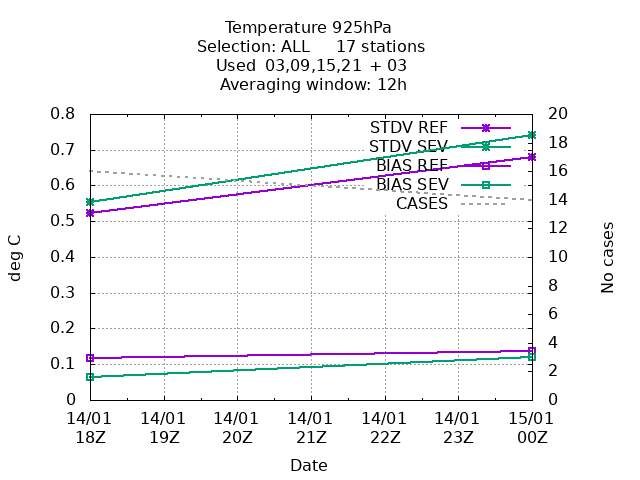 Temperature 925hPa
Selection: ALL     17 stations
Used  03,09,15,21  + 03
Averaging window: 12h
0.8
0.7
0.6
0.5
0.4
0.3
0.2
0.1
0
20
18
16
14
12
10
8
6
4
2
0
STDV REF
STDV SEV
BIAS REF
BIAS SEV
CASES
deg C
No cases
14/01 14/01 14/01 14/01 14/01 14/01 15/01
18Z 19Z 20Z 21Z 22Z 23Z 00Z
Date